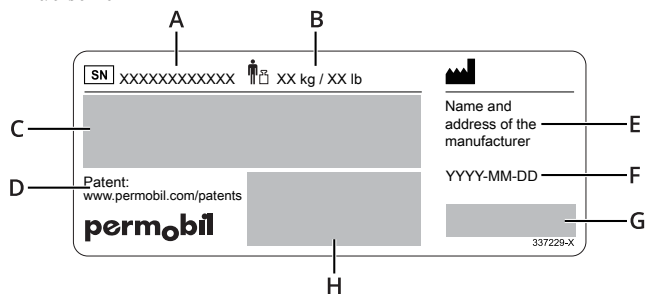 A
B
SN XXXXXXXXXXXX XX kg / XX lb
C
Name and
address of the
manufacturer
E
D
Patent:
www.permobil.com/patents
YYYY-MM-DD
F
permobil
G
337229-X
H